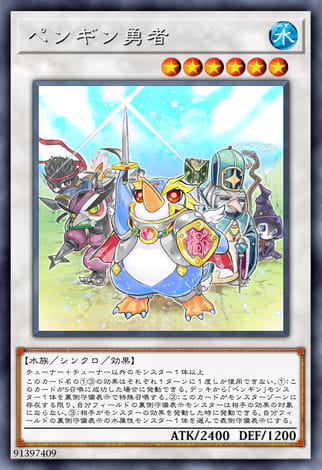 ペンギン勇者
水
【水族／シンクロ／効果】
チューナー＋チューナー以外のモンスター１体以上
このカード名の①③の効果はそれぞれ１ターンに１度しか使用できない。①：こ
のカードがS召喚に成功した場合に発動できる。デッキから「ペンギン」モンス
ター１体を裏側守備表示で特殊召喚する。②：このカードがモンスターゾーンに
存在する限り、自分フィールドの裏側守備表示モンスターは相手の効果の対象
にならない。③：相手がモンスターの効果を発動した時に発動できる。自分フィー
ルドの裏側守備表示の水属性モンスター１体を選んで表側守備表示にする。
ATK/2400 DEF/1200
91397409